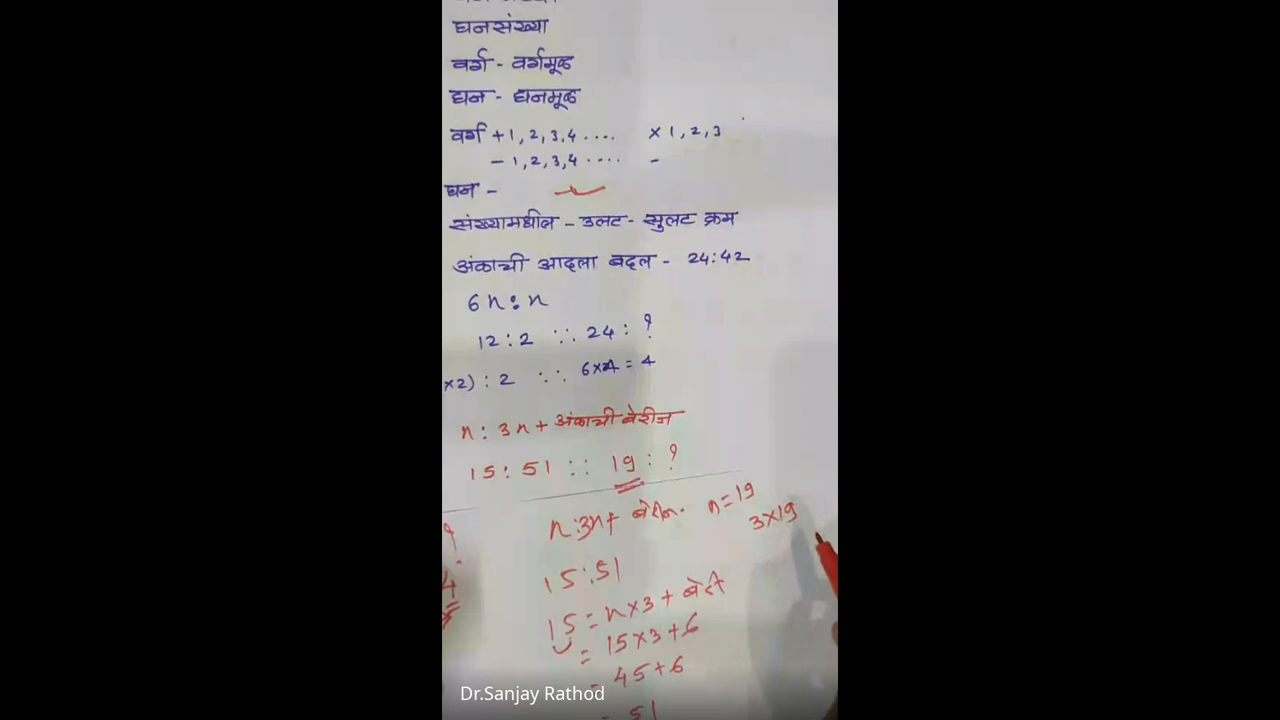 घनसंख्या
वर्ग - वर्गमूळ
घन - घनमूळ
वर्ग +1, 2, 3, 4 .... × 1, 2, 3
- 1, 2, 3, 4 .... -
घन -
संख्यामधील - उलट - सुलट क्रम
अंकाची आदला बदल - 24:42
6n : n
12 : 2 :: 24 : ?
×2) : 2 :: 6×4 = 4
n : 3n + अंकाची बेरीज
15 : 51 :: 19 : ?
n : 3n + बेरीज. n = 19
3×19
15 : 51
15 = n×3 + बेरी
= 15×3+6
= 45+6
= 51
?
4
Dr.Sanjay Rathod